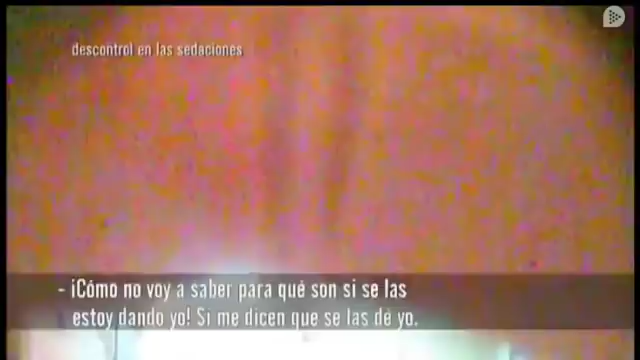 descontrol en las sedaciones
- ¡Cómo no voy a saber para qué son si se las
estoy dando yo! Si me dicen que se las dé yo.